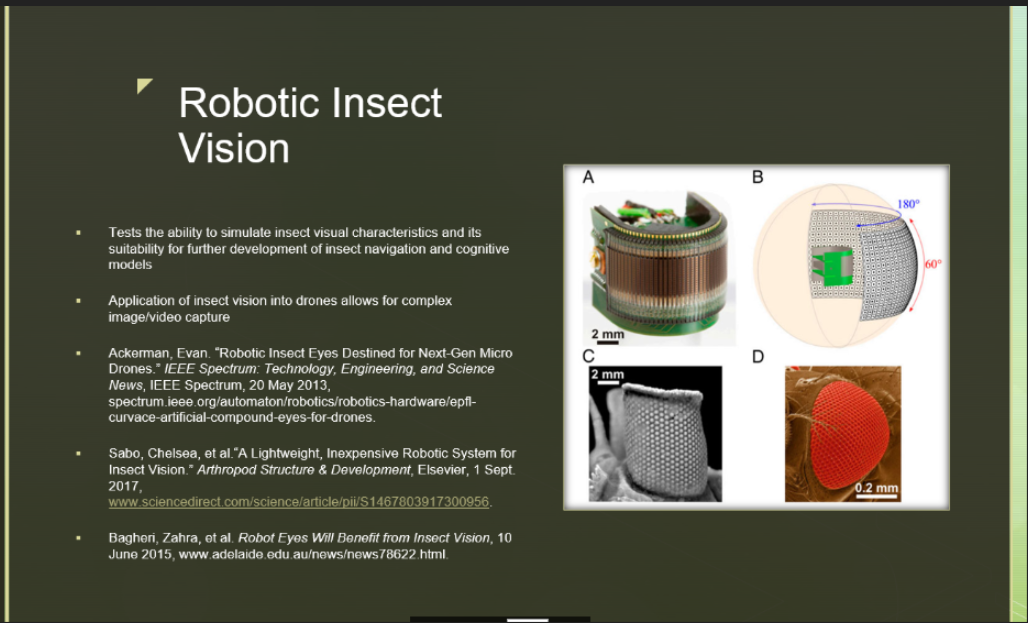 Robotic Insect
Vision
Tests the ability to simulate insect visual characteristics and its
suitability for further development of insect navigation and cognitive
models
Application of insect vision into drones allows for complex
image/video capture
Ackerman, Evan. “Robotic Insect Eyes Destined for Next-Gen Micro
Drones.” IEEE Spectrum: Technology, Engineering, and Science
News, IEEE Spectrum, 20 May 2013,
spectrum.ieee.org/automaton/robotics/robotics-hardware/epfl-
curvace-artificial-compound-eyes-for-drones.
Sabo, Chelsea, et al.“A Lightweight, Inexpensive Robotic System for
Insect Vision.” Arthropod Structure & Development, Elsevier, 1 Sept.
2017,
www.sciencedirect.com/science/article/pii/S1467803917300956.
Bagheri, Zahra, et al. Robot Eyes Will Benefit from Insect Vision, 10
June 2015, www.adelaide.edu.au/news/news78622.html.
A
2 mm
B
180°
60°
C
2 mm
D
0.2 mm